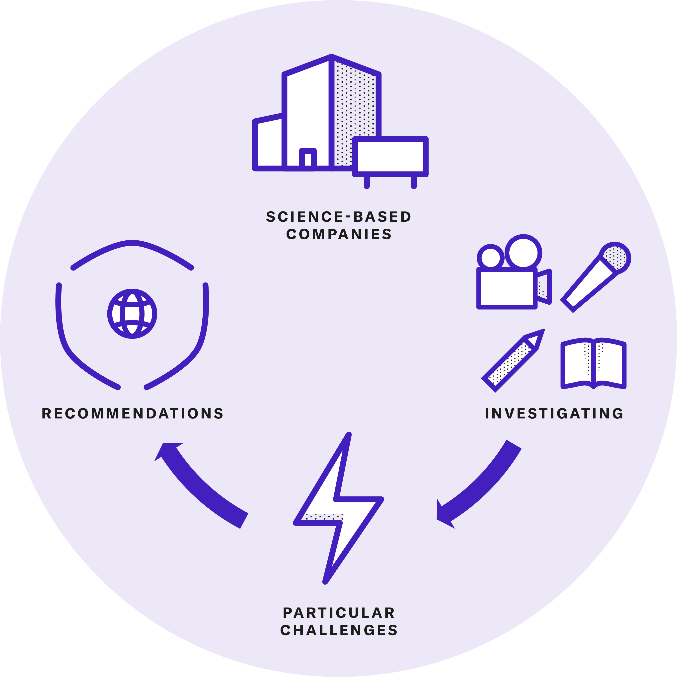 SCIENCE-BASED
COMPANIES
RECOMMENDATIONS
INVESTIGATING
PARTICULAR
CHALLENGES